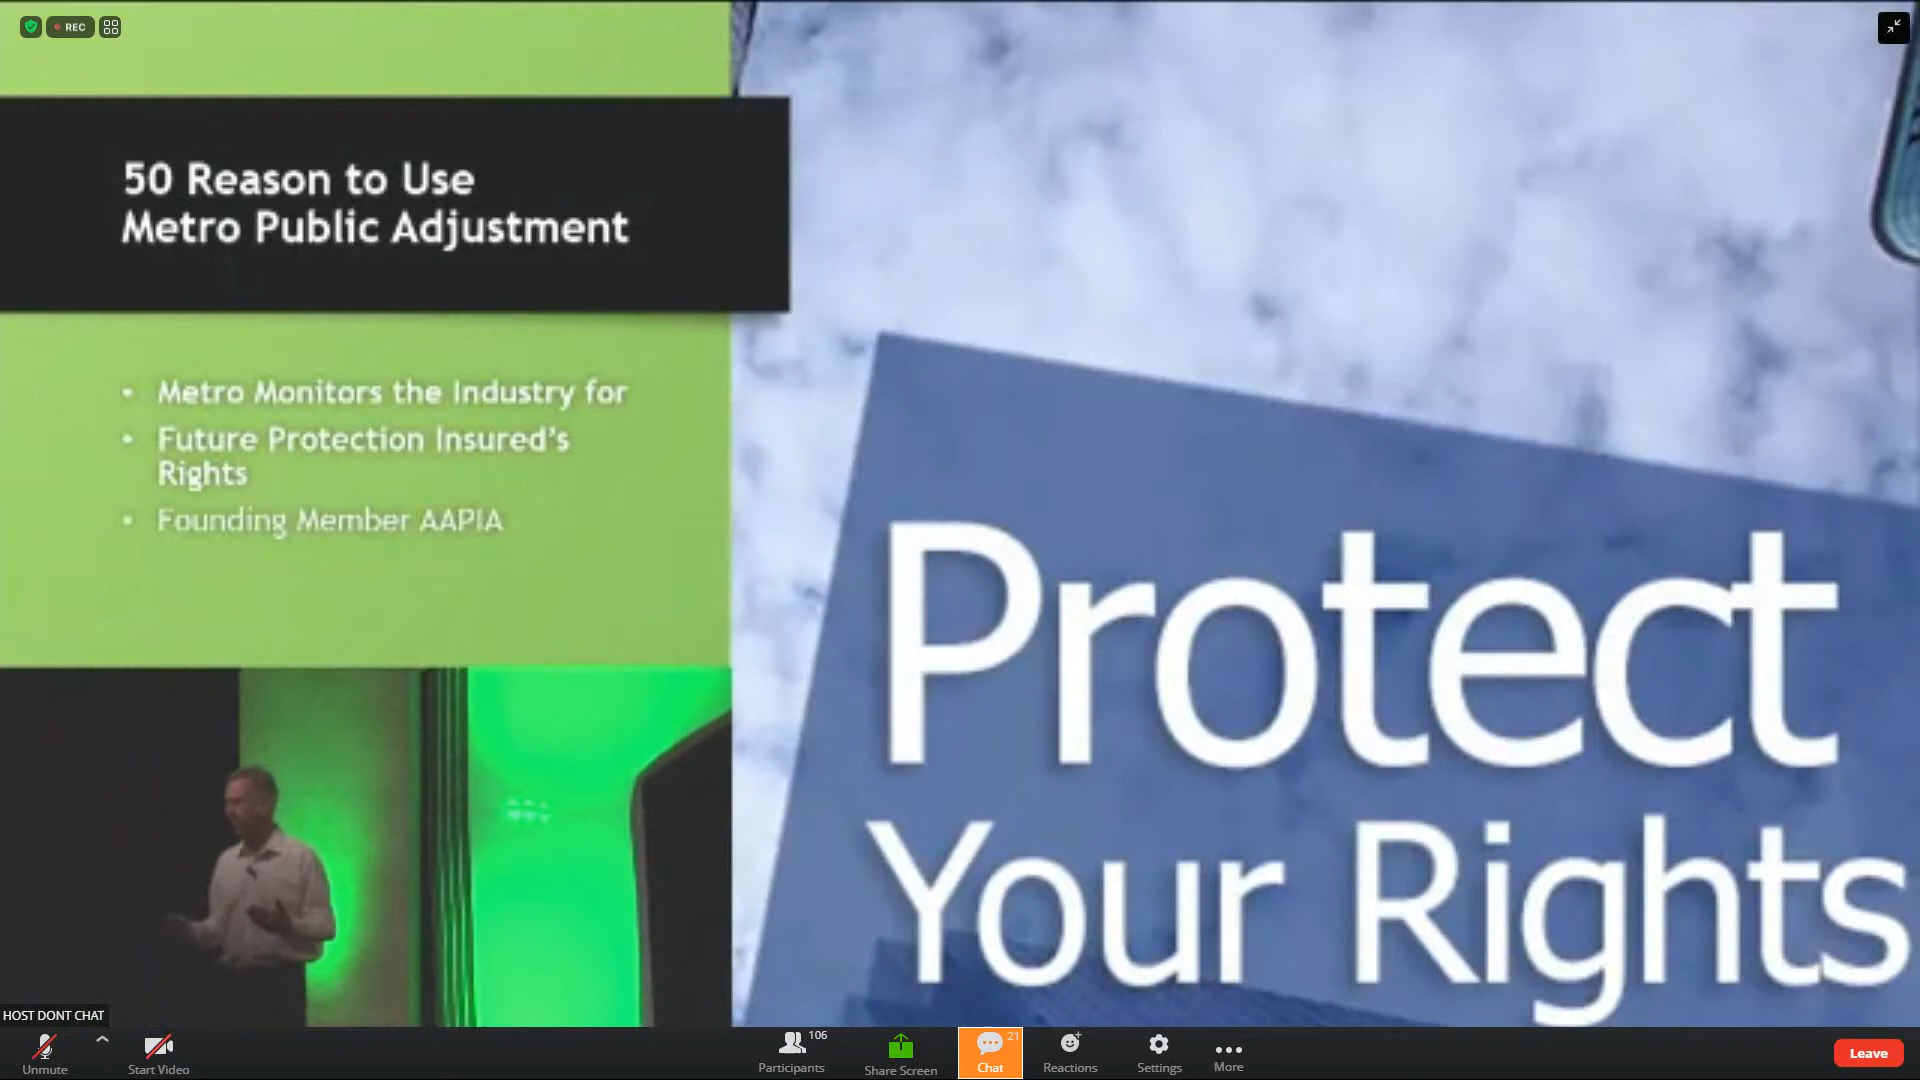 REC
50 Reason to Use
Metro Public Adjustment
• Metro Monitors the Industry for
• Future Protection Insured's
Rights
• Founding Member AAPIA
Protect
Your Rights
HOST DONT CHAT
Unmute
Start Video
106
Participants
Share Screen
21
Chat
Reactions
Settings
More
Leave